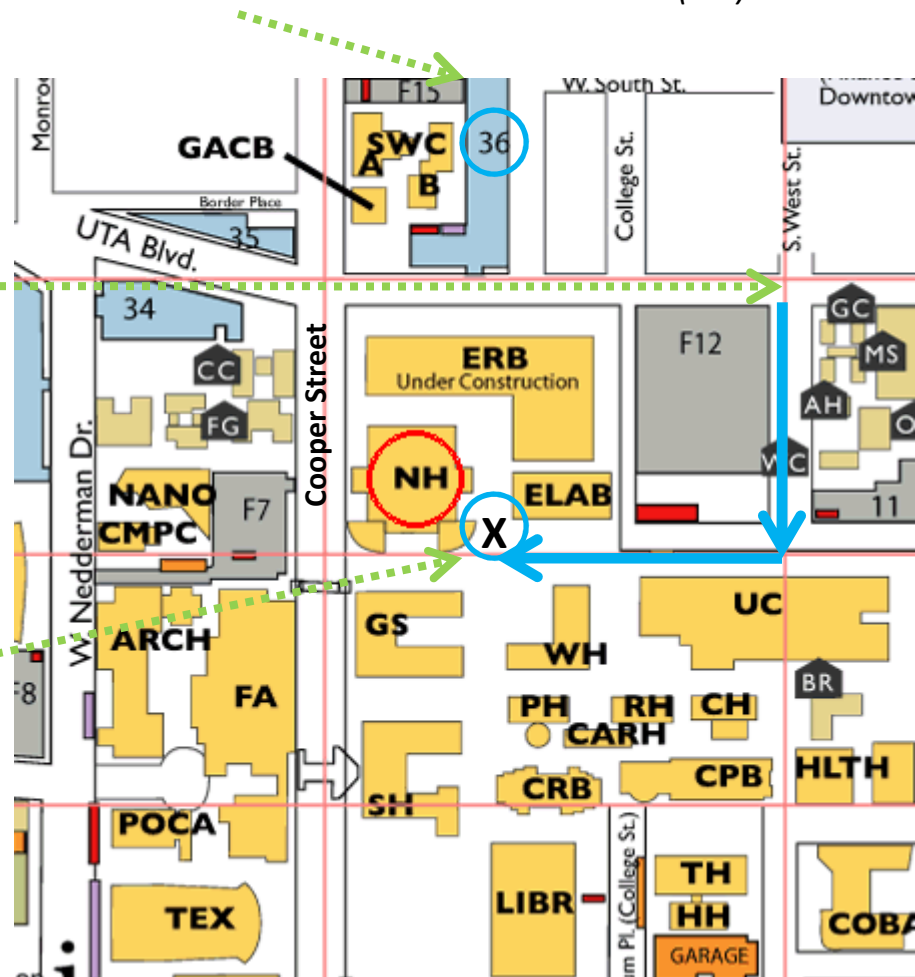 Monroe
F15
W. South St.
Downtow
GACB
SWC
A
B
36
College St.
S. West St.
Border Place
35
UTA Blvd.
34
Cooper Street
F12
GC
ERB
Under Construction
MS
CC
AH
FG
O
W. Nedderman Dr.
NH
WC
NANO
ELAB
F7
11
CMPC
X
UC
GS
ARCH
WH
BR
F8
FA
PH
RH
CH
CARH
HLTH
CPB
CRB
SH
POCA
TH
LIBR
HH
TEX
COBA
um Pl. (College St.)
GARAGE